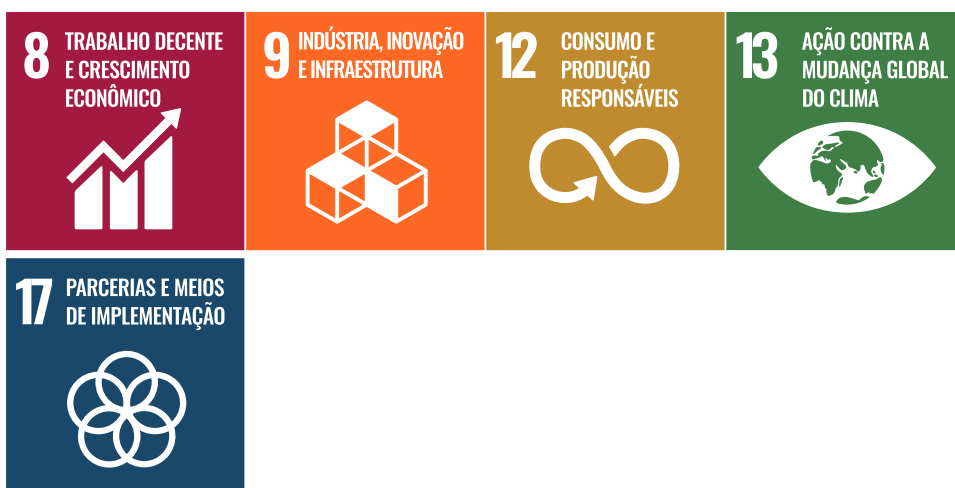 8 TRABALHO DECENTE
E CRESCIMENTO
ECONÔMICO
9 INDÚSTRIA, INOVAÇÃO
E INFRAESTRUTURA
12 CONSUMO E
PRODUÇÃO
RESPONSÁVEIS
13 AÇÃO CONTRA A
MUDANÇA GLOBAL
DO CLIMA
17 PARCERIAS E MEIOS
DE IMPLEMENTAÇÃO